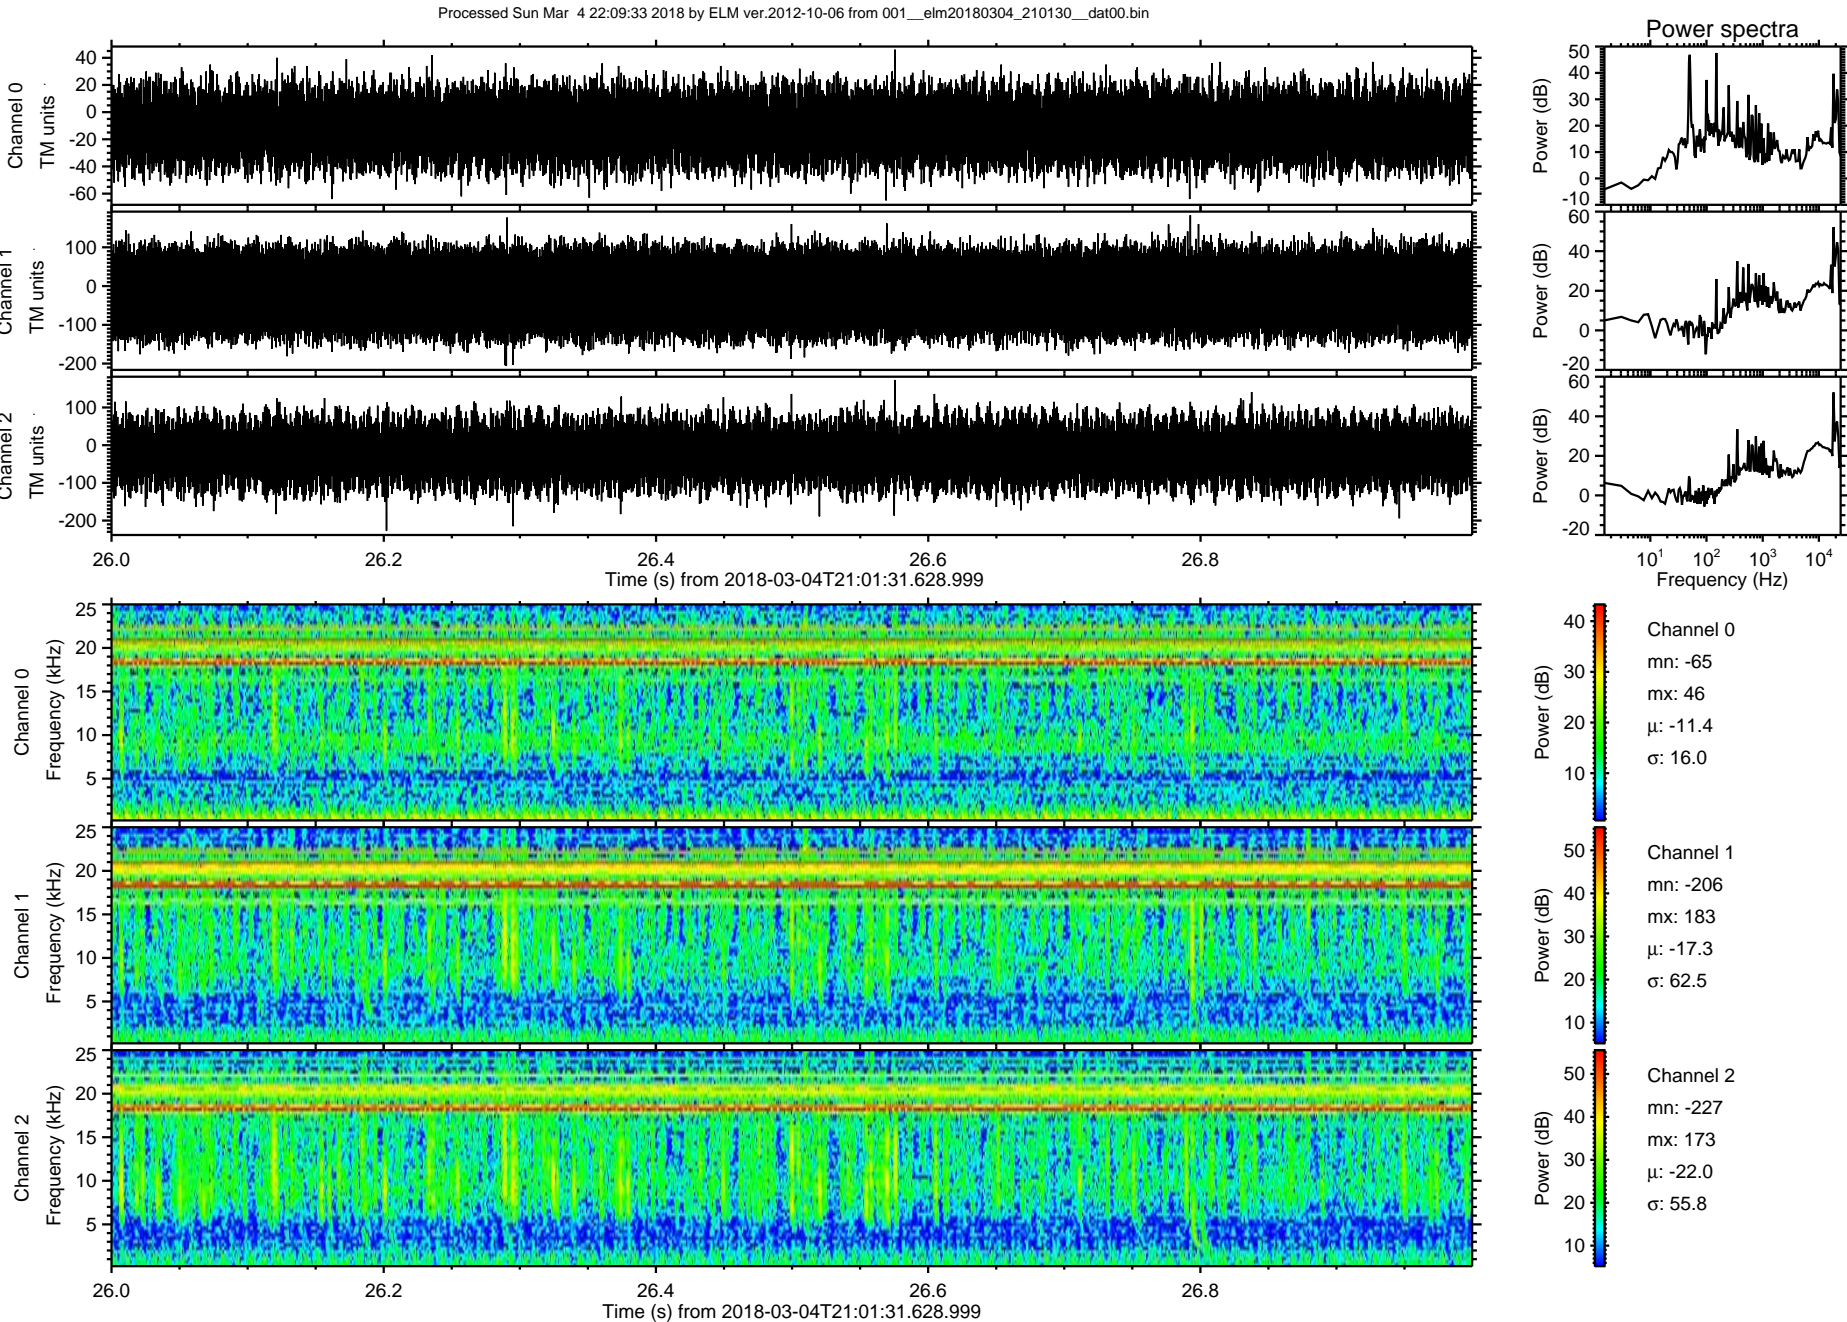 Processed Sun Mar  4 22:09:33 2018 by ELM ver.2012-10-06 from 001__elm20180304_210130__dat00.bin
Power spectra
Channel 0
TM units
40
20
0
-20
-40
-60
Power (dB)
50
40
30
20
10
0
-10
Channel 1
TM units
100
0
-100
-200
Power (dB)
60
40
20
0
-20
Channel 2
TM units
100
0
-100
-200
Power (dB)
60
40
20
0
-20
26.0 26.2 26.4 26.6 26.8
Time (s) from 2018-03-04T21:01:31.628.999
10^1 10^2 10^3 10^4
Frequency (Hz)
Channel 0
Frequency (kHz)
25
20
15
10
5
Power (dB)
40
30
20
10
Channel 0
mn: -65
mx: 46
μ: -11.4
σ: 16.0
Channel 1
Frequency (kHz)
25
20
15
10
5
Power (dB)
50
40
30
20
10
Channel 1
mn: -206
mx: 183
μ: -17.3
σ: 62.5
Channel 2
Frequency (kHz)
25
20
15
10
5
Power (dB)
50
40
30
20
10
Channel 2
mn: -227
mx: 173
μ: -22.0
σ: 55.8
26.0 26.2 26.4 26.6 26.8
Time (s) from 2018-03-04T21:01:31.628.999